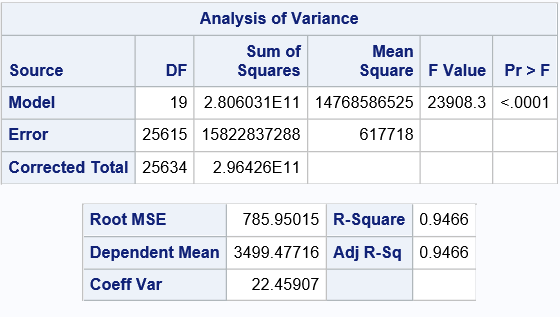 Analysis of Variance
Source DF Sum of Squares Mean Square F Value Pr > F
Model 19 2.806031E11 14768586525 23908.3 <.0001
Error 25615 15822837288 617718
Corrected Total 25634 2.96426E11
Root MSE 785.95015 R-Square 0.9466
Dependent Mean 3499.47716 Adj R-Sq 0.9466
Coeff Var 22.45907